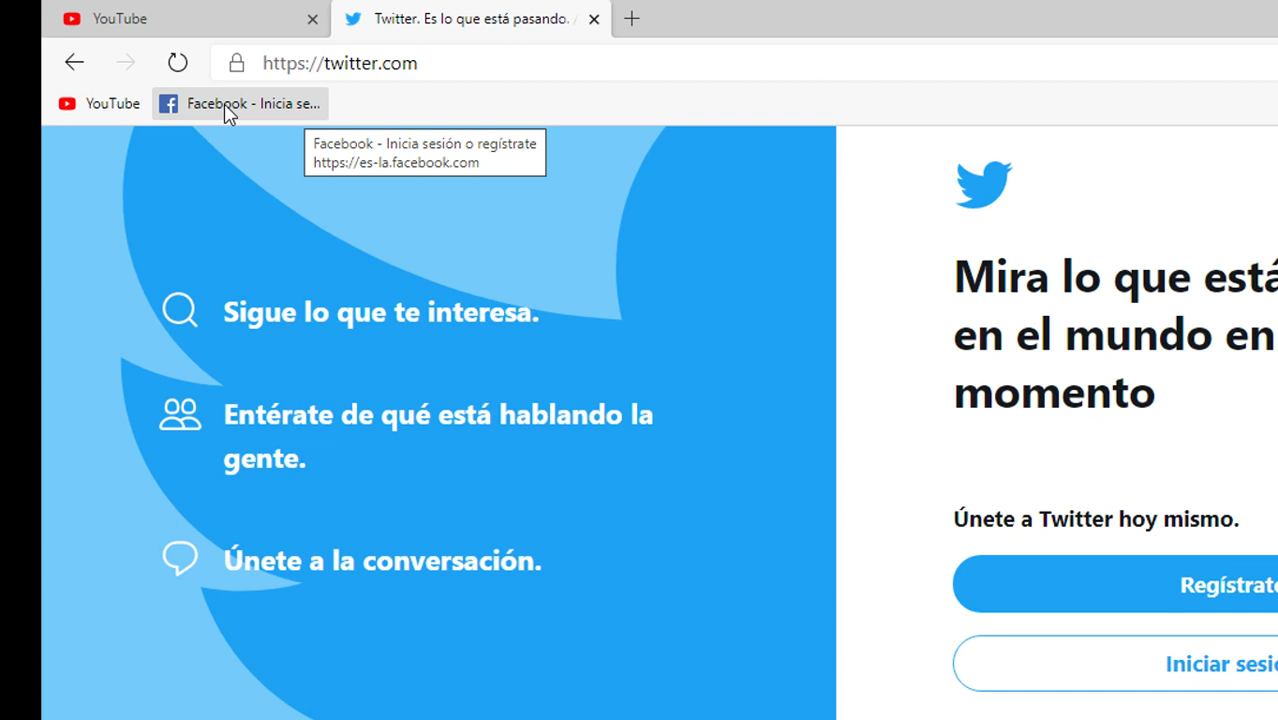 YouTube
Twitter. Es lo que está pasando.
https://twitter.com
YouTube
Facebook - Inicia se...
Facebook - Inicia sesión o regístrate
https://es-la.facebook.com
Sigue lo que te interesa.
Entérate de qué está hablando la
gente.
Únete a la conversación.
Mira lo que está
en el mundo en
momento
Únete a Twitter hoy mismo.
Regístrate
Iniciar sesi